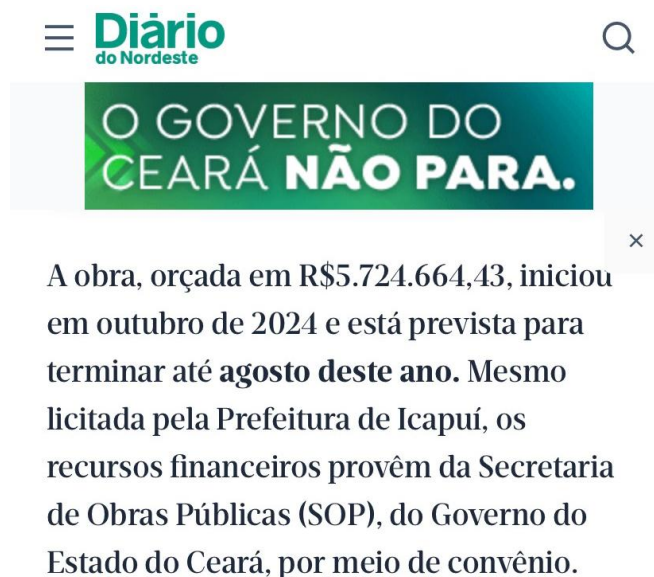 Diário
do Nordeste
O GOVERNO DO
CEARÁ NÃO PARA.
A obra, orçada em R$5.724.664,43, iniciou
em outubro de 2024 e está prevista para
terminar até agosto deste ano. Mesmo
licitada pela Prefeitura de Icapuí, os
recursos financeiros provêm da Secretaria
de Obras Públicas (SOP), do Governo do
Estado do Ceará, por meio de convênio.